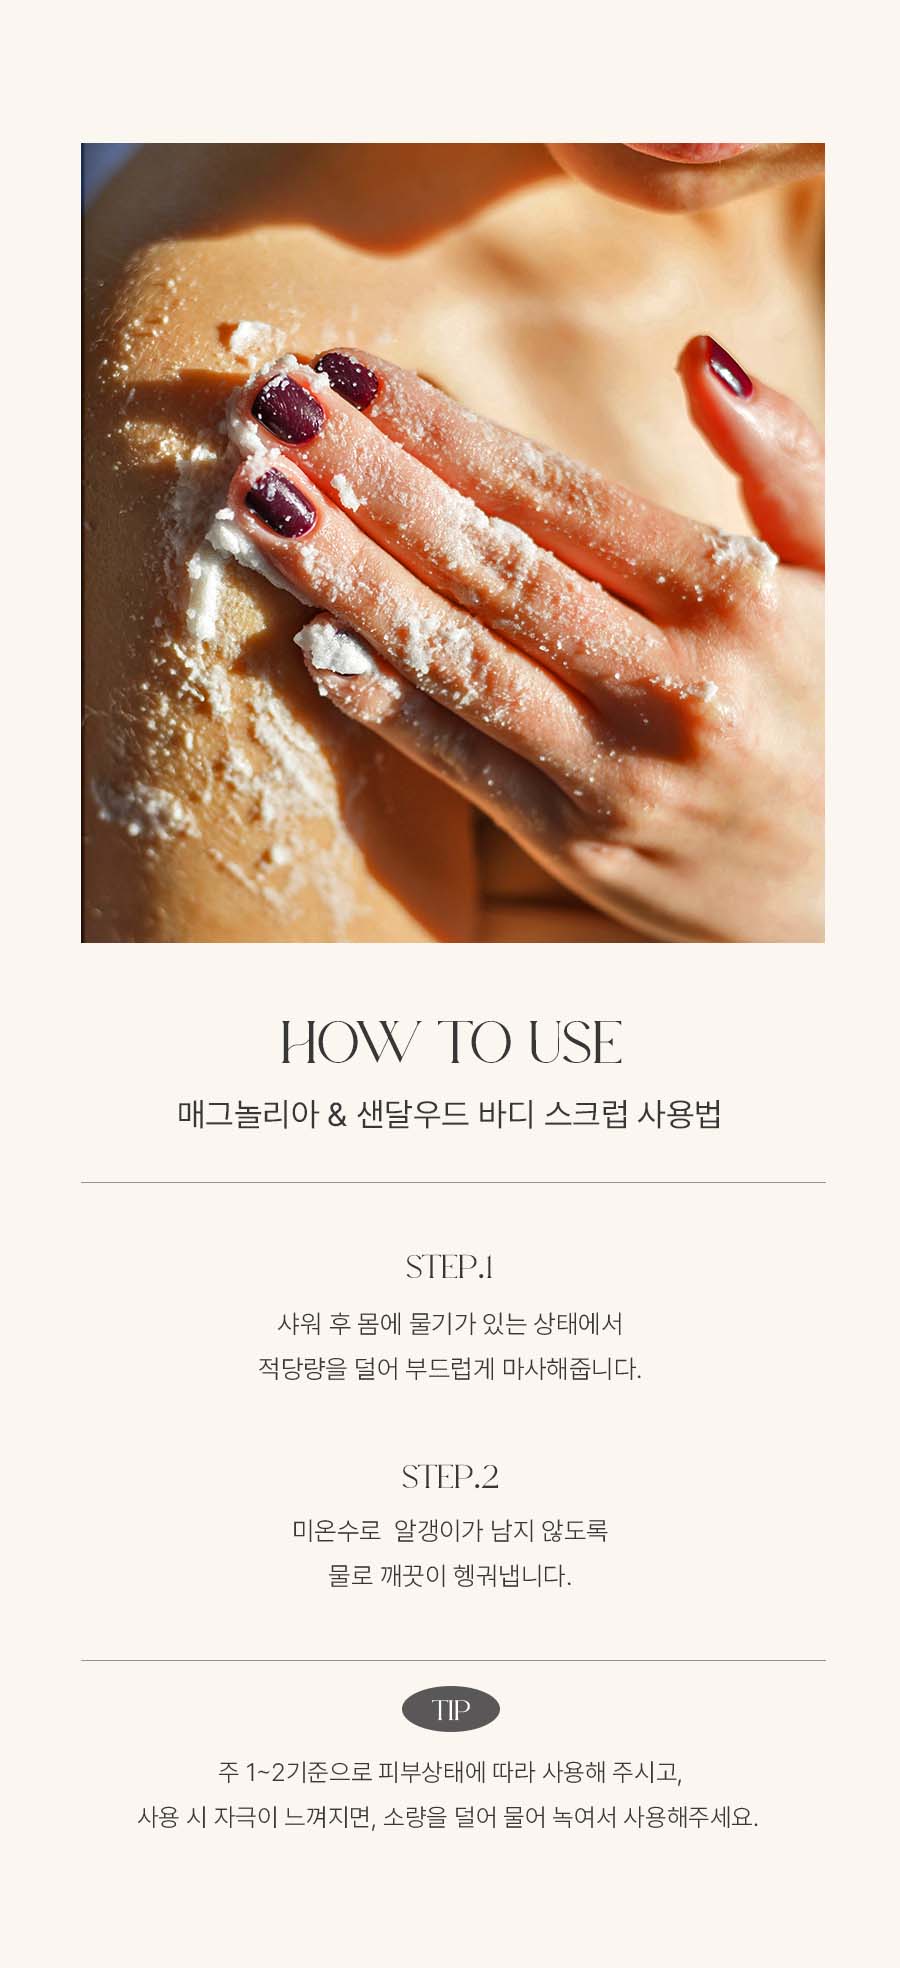 HOW TO USE
매그놀리아 & 샌달우드 바디 스크럽 사용법
STEP.1
샤워 후 몸에 물기가 있는 상태에서
적당량을 덜어 부드럽게 마사해줍니다.
STEP.2
미온수로 알갱이가 남지 않도록
물로 깨끗이 헹궈냅니다.
TIP
주 1~2기준으로 피부상태에 따라 사용해 주시고,
사용 시 자극이 느껴지면, 소량을 덜어 물어 녹여서 사용해주세요.